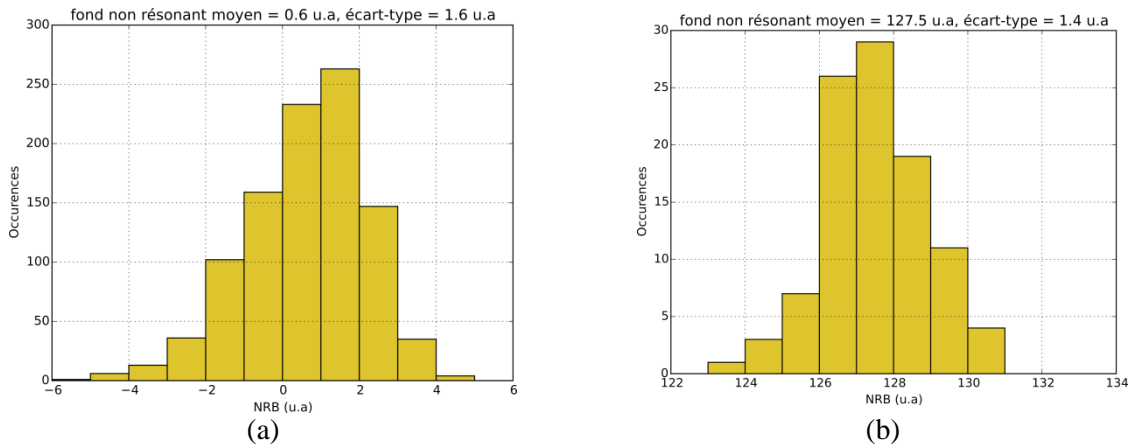 fond non résonant moyen = 0.6 u.a, écart-type = 1.6 u.a
300
250
200
150
100
50
0
Occurences
−6 −4 −2 0 2 4 6
NRB (u.a)
(a)
fond non résonant moyen = 127.5 u.a, écart-type = 1.4 u.a
30
25
20
15
10
5
0
Occurences
122 124 126 128 130 132 134
NRB (u.a)
(b)